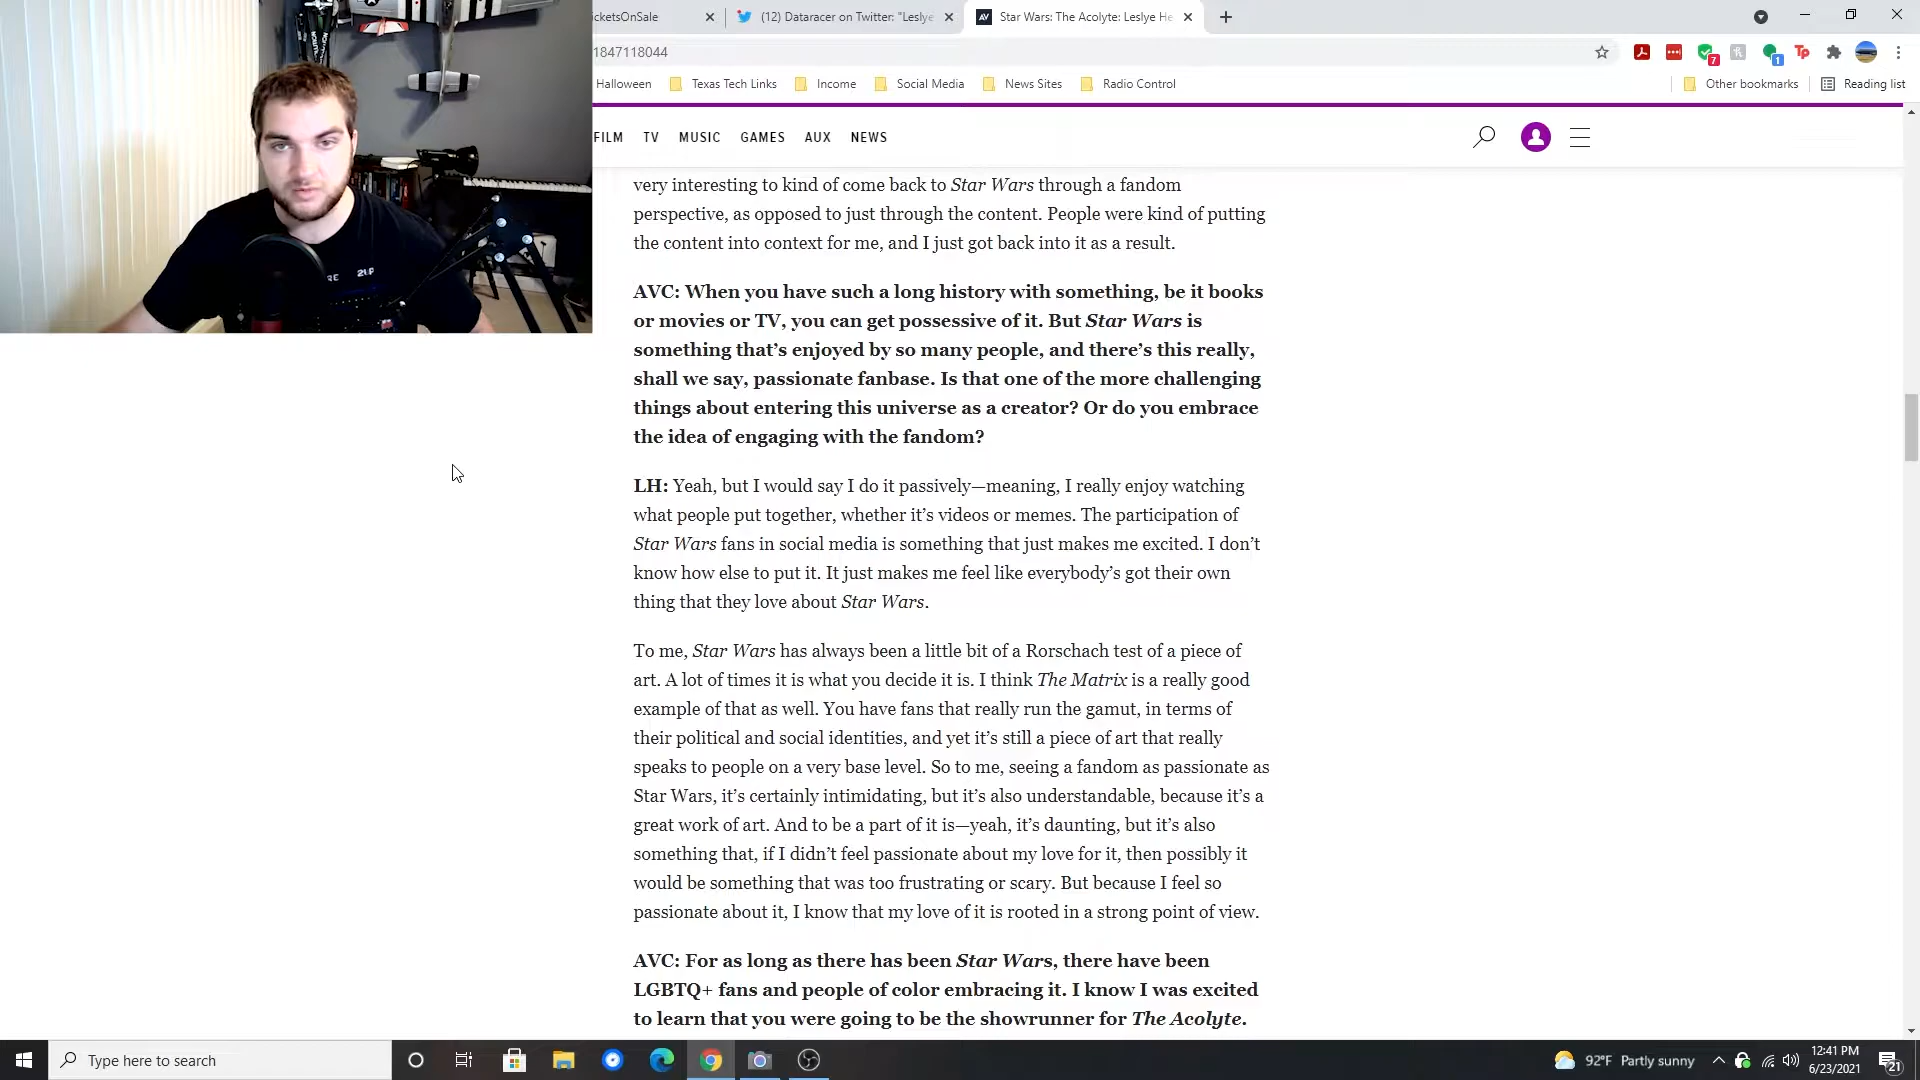 icketsOnSale
(12) Dataracer on Twitter: "Leslye
Star Wars: The Acolyte: Leslye He
1847118044
7
1
Halloween
Texas Tech Links
Income
Social Media
News Sites
Radio Control
Other bookmarks
Reading list
FILM TV MUSIC GAMES AUX NEWS
very interesting to kind of come back to Star Wars through a fandom
perspective, as opposed to just through the content. People were kind of putting
the content into context for me, and I just got back into it as a result.
AVC: When you have such a long history with something, be it books
or movies or TV, you can get possessive of it. But Star Wars is
something that’s enjoyed by so many people, and there’s this really,
shall we say, passionate fanbase. Is that one of the more challenging
things about entering this universe as a creator? Or do you embrace
the idea of engaging with the fandom?
LH: Yeah, but I would say I do it passively—meaning, I really enjoy watching
what people put together, whether it’s videos or memes. The participation of
Star Wars fans in social media is something that just makes me excited. I don’t
know how else to put it. It just makes me feel like everybody’s got their own
thing that they love about Star Wars.
To me, Star Wars has always been a little bit of a Rorschach test of a piece of
art. A lot of times it is what you decide it is. I think The Matrix is a really good
example of that as well. You have fans that really run the gamut, in terms of
their political and social identities, and yet it’s still a piece of art that really
speaks to people on a very base level. So to me, seeing a fandom as passionate as
Star Wars, it’s certainly intimidating, but it’s also understandable, because it’s a
great work of art. And to be a part of it is—yeah, it’s daunting, but it’s also
something that, if I didn’t feel passionate about my love for it, then possibly it
would be something that was too frustrating or scary. But because I feel so
passionate about it, I know that my love of it is rooted in a strong point of view.
AVC: For as long as there has been Star Wars, there have been
LGBTQ+ fans and people of color embracing it. I know I was excited
to learn that you were going to be the showrunner for The Acolyte.
Type here to search
92°F Partly sunny
12:41 PM
6/23/2021
21